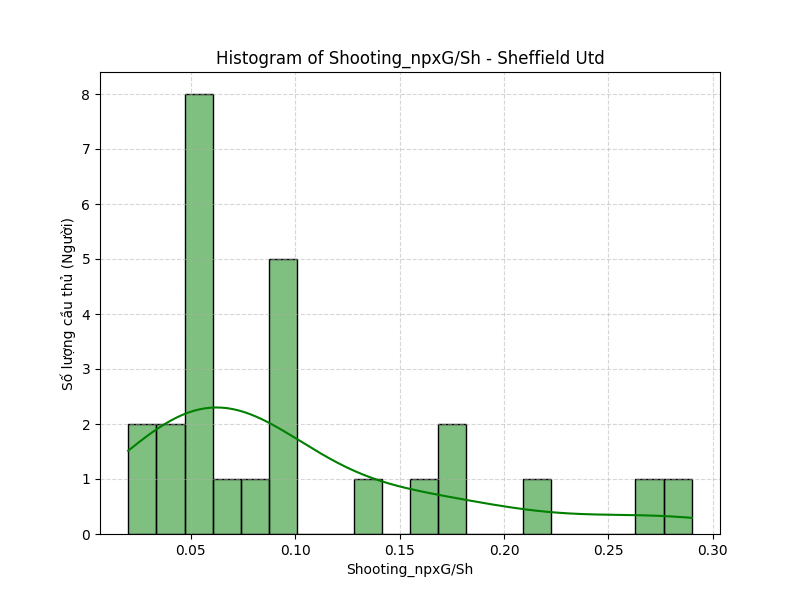 Histogram of Shooting_npxG/Sh - Sheffield Utd
Số lượng cầu thủ (Người)
8
7
6
5
4
3
2
1
0
0.05 0.10 0.15 0.20 0.25 0.30
Shooting_npxG/Sh